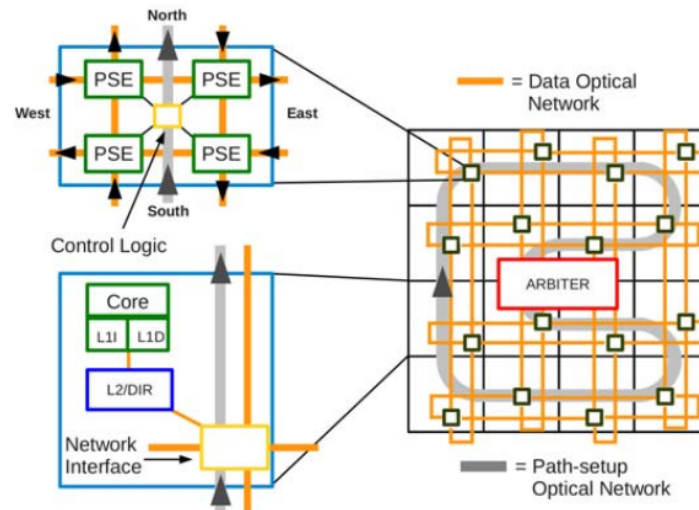 North
PSE
PSE
West
East
PSE
PSE
South
Control Logic
Core
L1I
L1D
L2/DIR
Network
Interface
= Data Optical
Network
ARBITER
= Path-setup
Optical Network